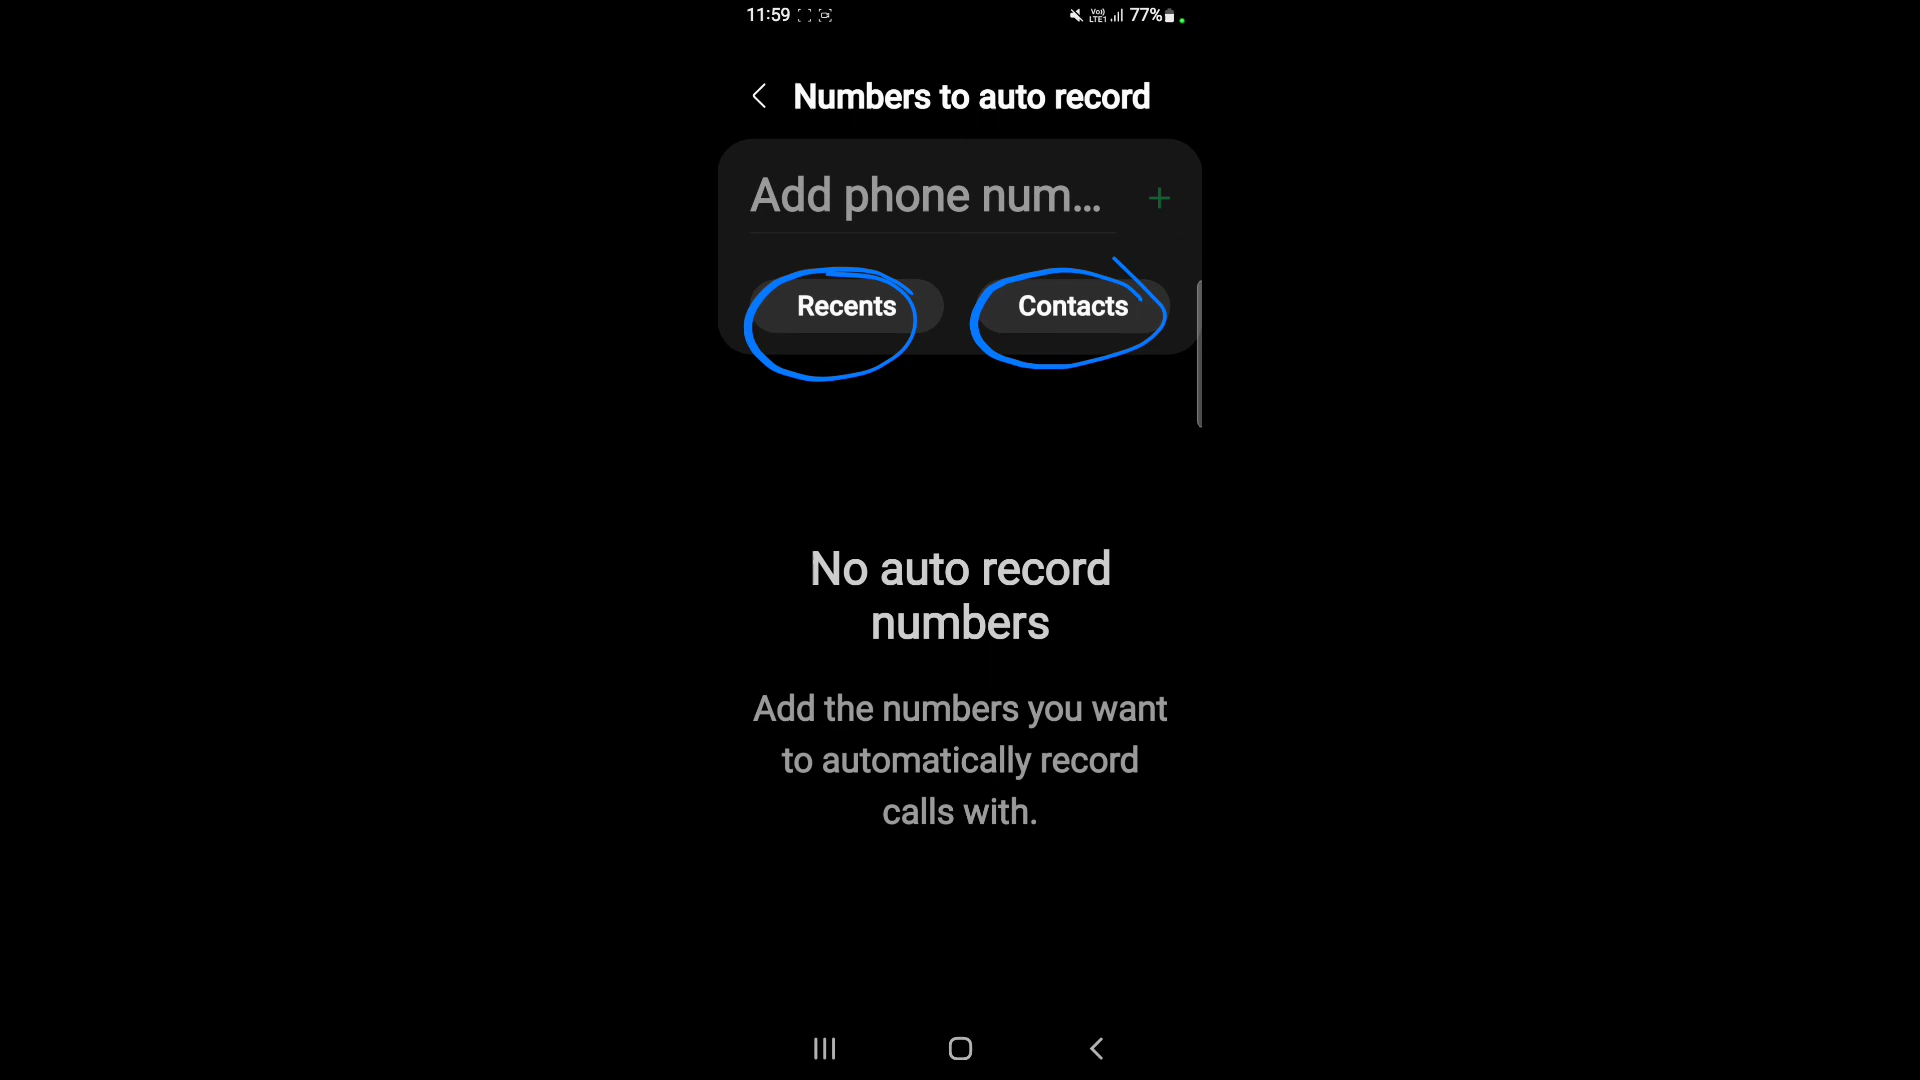 11:59 77%
Numbers to auto record
Add phone num...
Recents Contacts
No auto record
numbers
Add the numbers you want
to automatically record
calls with.